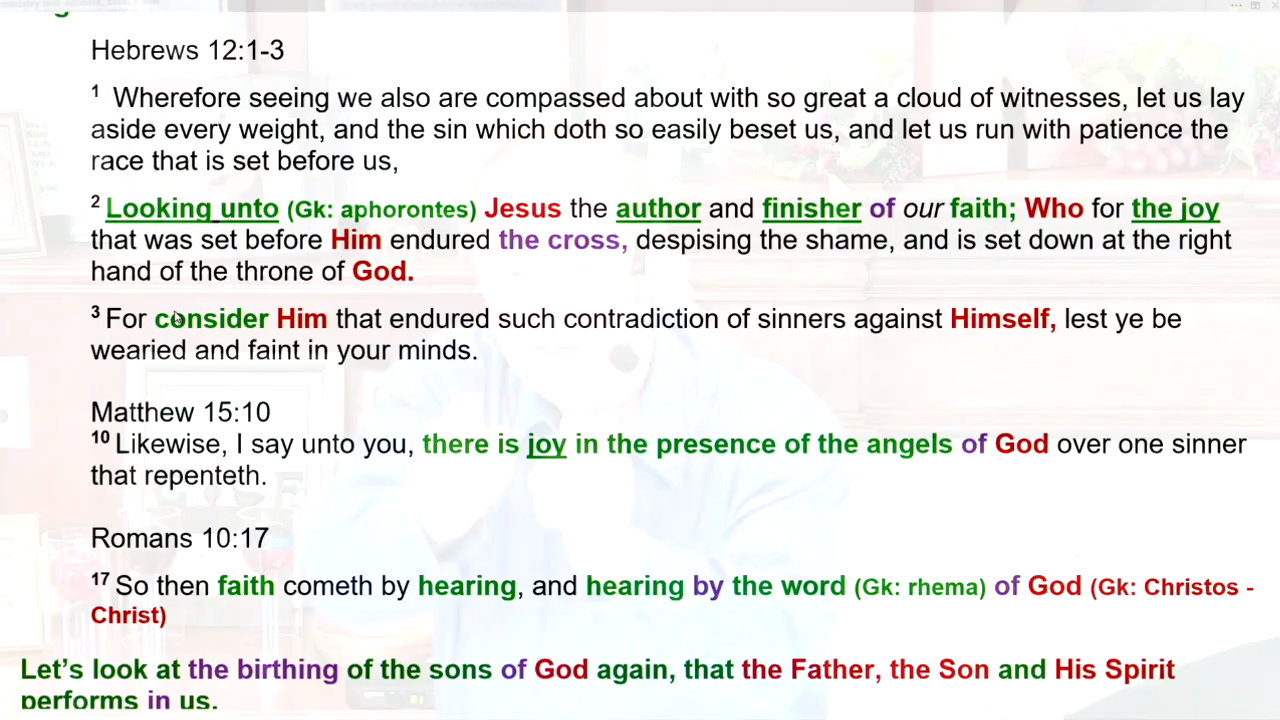 Hebrews 12:1-3
1 Wherefore seeing we also are compassed about with so great a cloud of witnesses, let us lay
aside every weight, and the sin which doth so easily beset us, and let us run with patience the
race that is set before us,
2 Looking unto (Gk: aphorontes) Jesus the author and finisher of our faith; Who for the joy
that was set before Him endured the cross, despising the shame, and is set down at the right
hand of the throne of God.
3 For consider Him that endured such contradiction of sinners against Himself, lest ye be
wearied and faint in your minds.
Matthew 15:10
10 Likewise, I say unto you, there is joy in the presence of the angels of God over one sinner
that repenteth.
Romans 10:17
17 So then faith cometh by hearing, and hearing by the word (Gk: rhema) of God (Gk: Christos -
Christ)
Let's look at the birthing of the sons of God again, that the Father, the Son and His Spirit
performs in us.